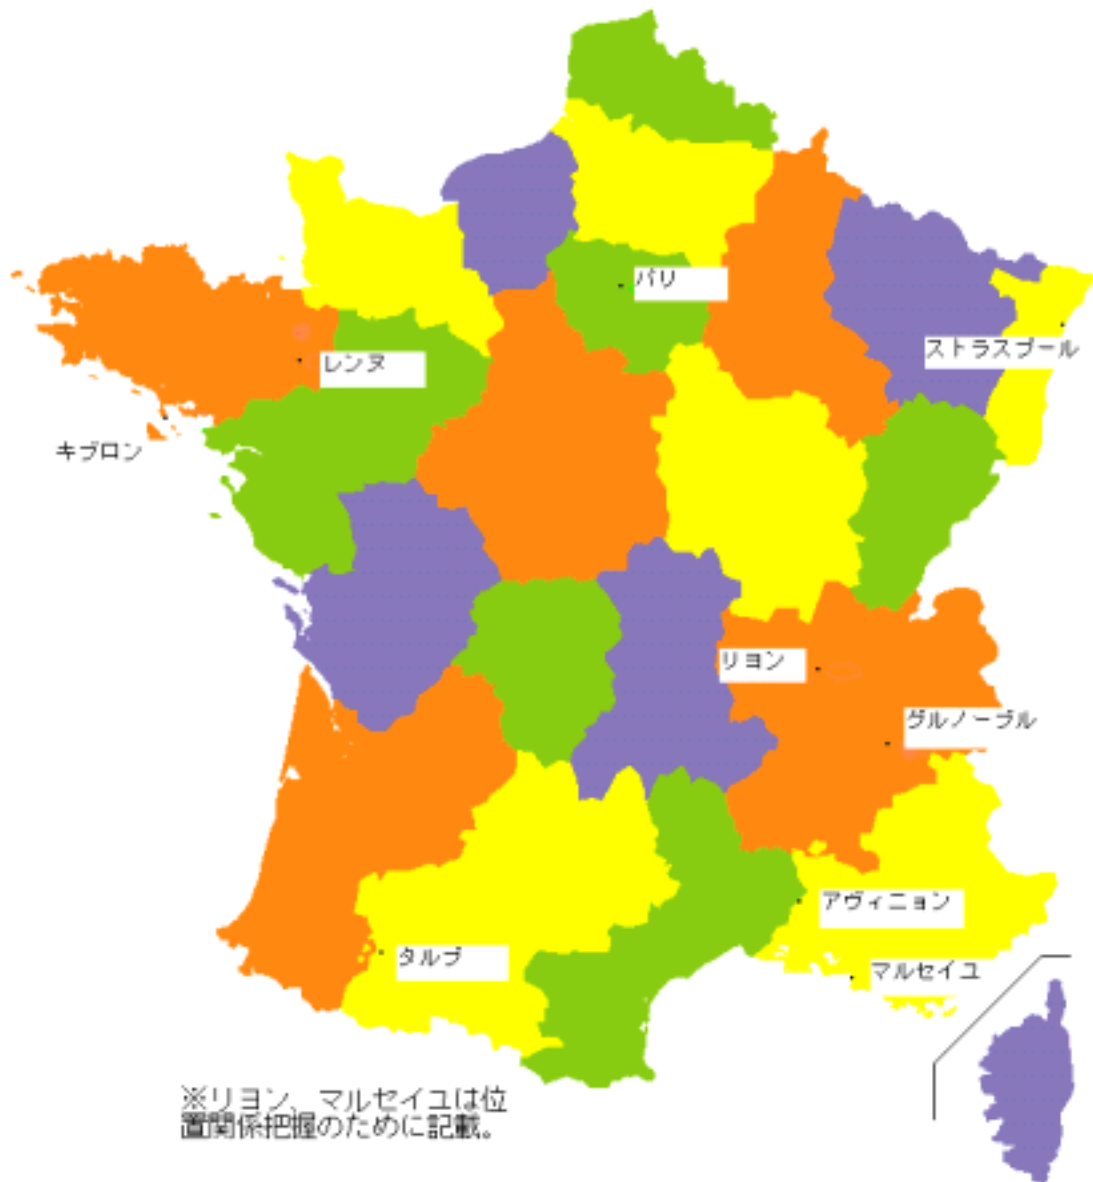 パリ
ストラスブール
レンヌ
キブロン
リヨン
グルノーブル
アヴィニョン
タルブ
マルセイユ
※リヨン、マルセイユは位
置関係把握のために記載。